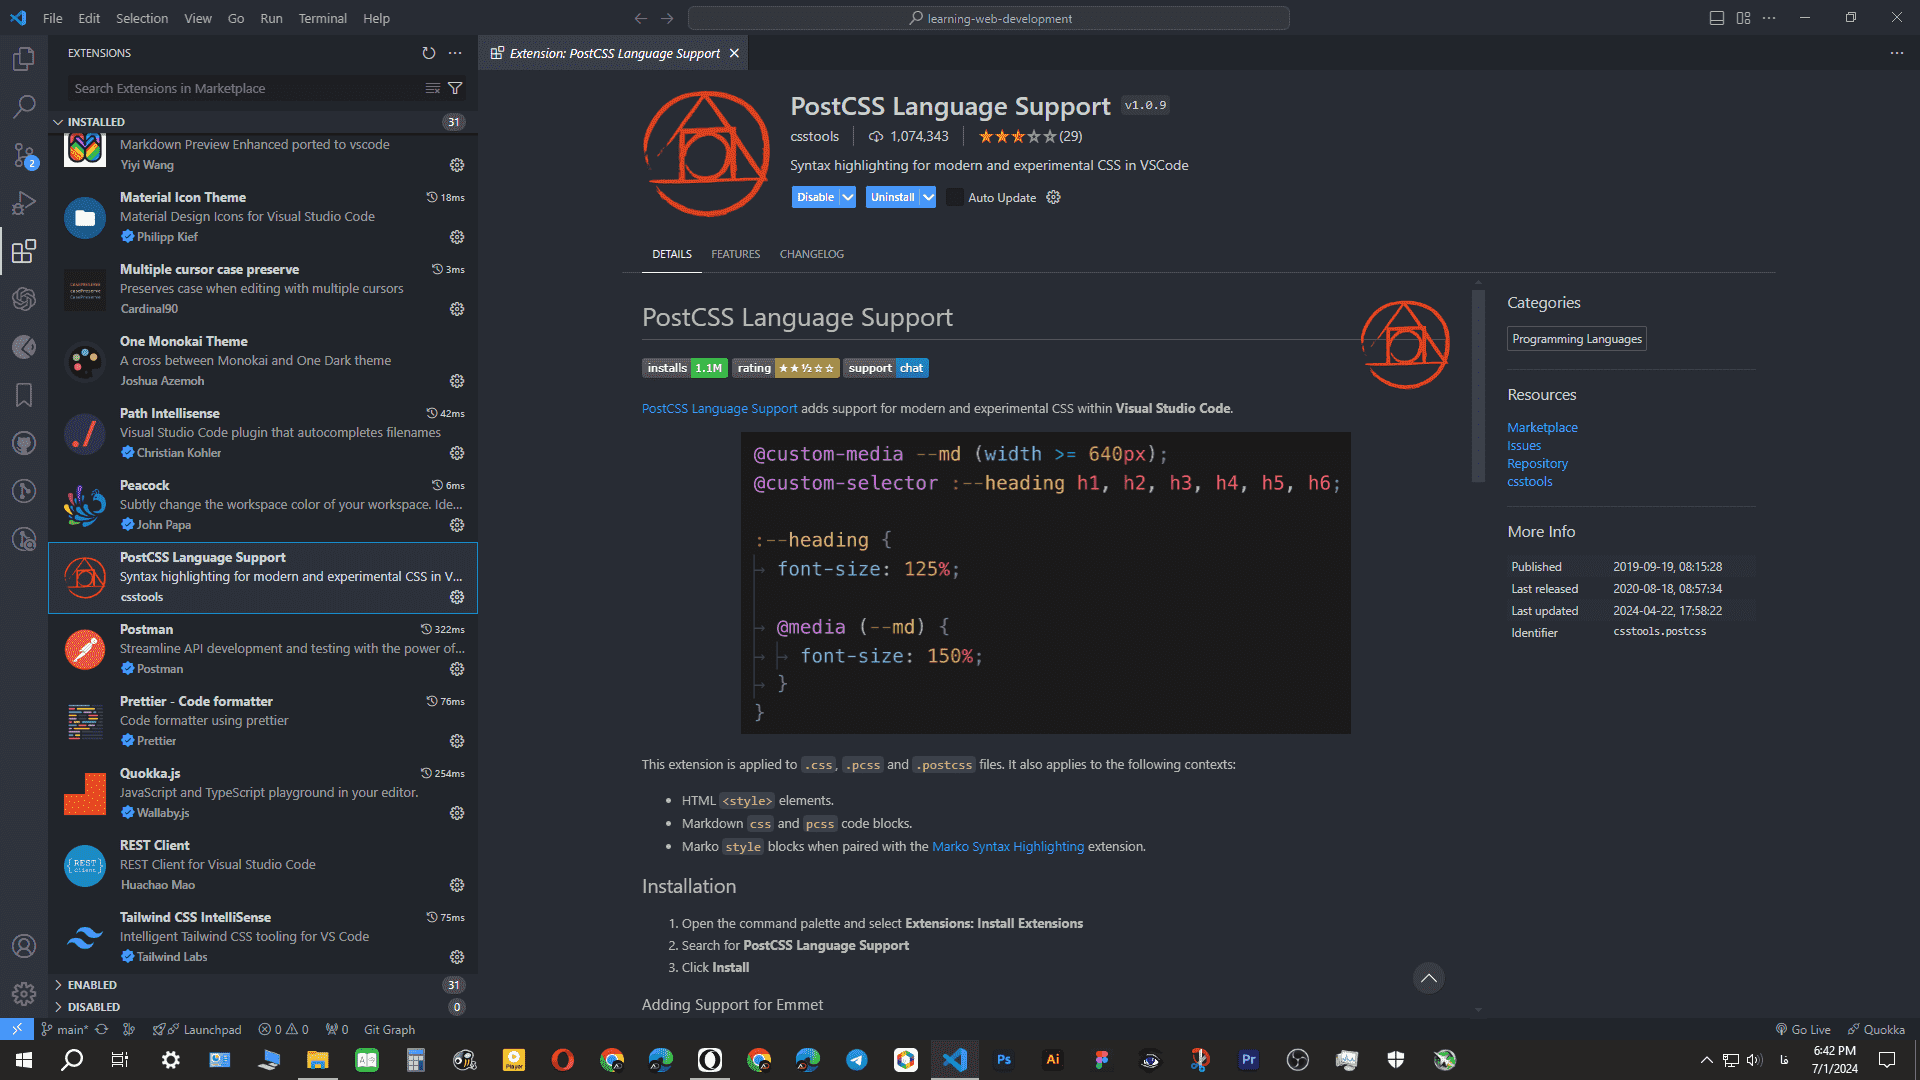 File Edit Selection View Go Run Terminal Help
learning-web-development
EXTENSIONS
Search Extensions in Marketplace
INSTALLED 31
Markdown Preview Enhanced ported to vscode
Yiyi Wang
Material Icon Theme 18ms
Material Design Icons for Visual Studio Code
Philipp Kief
Multiple cursor case preserve 3ms
Preserves case when editing with multiple cursors
Cardinal90
One Monokai Theme
A cross between Monokai and One Dark theme
Joshua Azemoh
Path Intellisense 42ms
Visual Studio Code plugin that autocompletes filenames
Christian Kohler
Peacock 6ms
Subtly change the workspace color of your workspace. Ide...
John Papa
PostCSS Language Support
Syntax highlighting for modern and experimental CSS in V...
csstools
Postman 322ms
Streamline API development and testing with the power of...
Postman
Prettier - Code formatter 76ms
Code formatter using prettier
Prettier
Quokka.js 254ms
JavaScript and TypeScript playground in your editor.
Wallaby.js
{REST}
client
REST Client
REST Client for Visual Studio Code
Huachao Mao
Tailwind CSS IntelliSense 75ms
Intelligent Tailwind CSS tooling for VS Code
Tailwind Labs
ENABLED 31
DISABLED 0
2
Extension: PostCSS Language Support
PostCSS Language Support v1.0.9
csstools 1,074,343 (29)
Syntax highlighting for modern and experimental CSS in VSCode
Disable Uninstall Auto Update
DETAILS FEATURES CHANGELOG
PostCSS Language Support
installs 1.1M rating ★★½☆☆ support chat
PostCSS Language Support adds support for modern and experimental CSS within Visual Studio Code.
@custom-media --md (width >= 640px);
@custom-selector :--heading h1, h2, h3, h4, h5, h6;
:--heading {
font-size: 125%;
@media (--md) {
font-size: 150%;
}
}
This extension is applied to .css, .pcss and .postcss files. It also applies to the following contexts:
• HTML <style> elements.
• Markdown css and pcss code blocks.
• Marko style blocks when paired with the Marko Syntax Highlighting extension.
Installation
1. Open the command palette and select Extensions: Install Extensions
2. Search for PostCSS Language Support
3. Click Install
Adding Support for Emmet
Categories
Programming Languages
Resources
Marketplace
Issues
Repository
csstools
More Info
Published 2019-09-19, 08:15:28
Last released 2020-08-18, 08:57:34
Last updated 2024-04-22, 17:58:22
Identifier csstools.postcss
main* Launchpad 0 0 0 Git Graph Go Live Quokka
Player Ps Ai Pr
فا
6:42 PM
7/1/2024